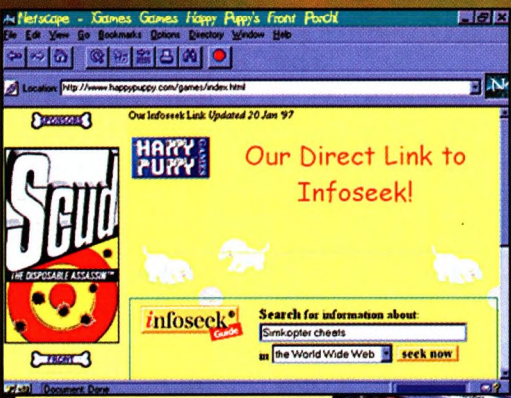 Netscape - Games Games Happy Puppy's Front Porch!
File Edit View Go Bookmarks Options Directory Window Help
Location: http://www.happypuppy.com/games/index.html
N
SPONSORS
Our Infoseek Link Updated 20 Jan '97
HAPPY
PUPPY
GAMES
Our Direct Link to
Infoseek!
Scud
THE DISPOSABLE ASSASSIN™
FRONT
infoseek
Guide
Search for information about:
Simkopter cheats
in the World Wide Web seek now
Document: Done